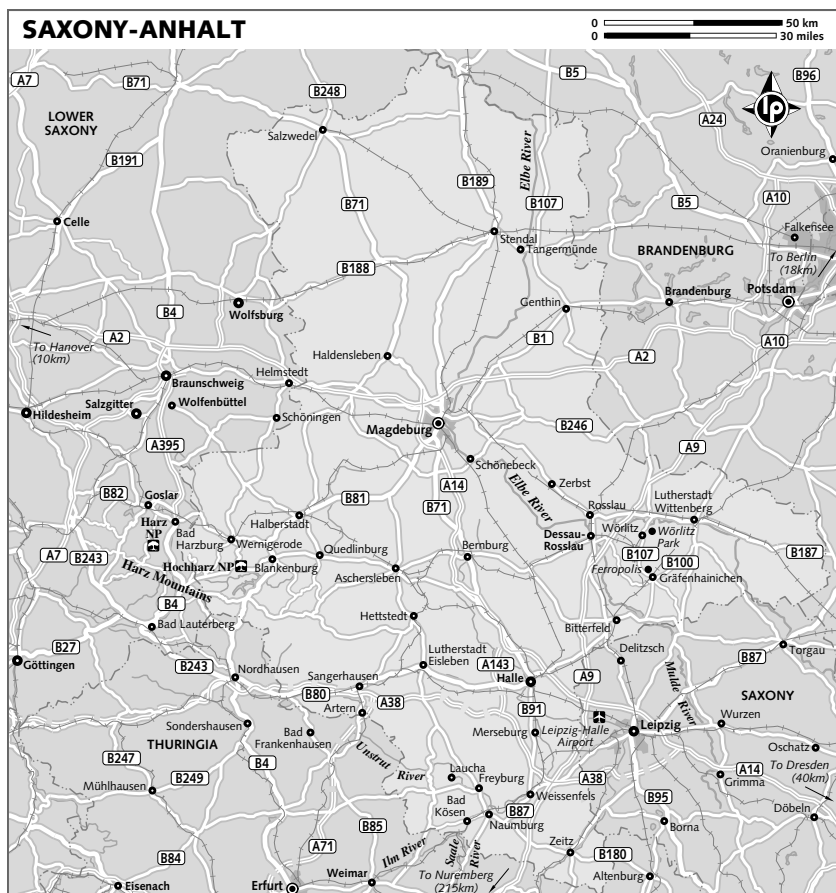 SAXONY-ANHALT
0 50 km
0 30 miles
A7
B71
B248
B5
B96
LOWER
SAXONY
lp
A24
Salzwedel
Elbe River
Oranienburg
B191
B189
B71
B107
B5
A10
Celle
Stendal
Falkensee
Tangermünde
BRANDENBURG
To Berlin
(18km)
B188
Potsdam
Genthin
Brandenburg
Wolfsburg
B4
A2
B1
A10
To Hanover
(10km)
Haldensleben
A2
Braunschweig
Helmstedt
Salzgitter
Wolfenbüttel
Hildesheim
Schöningen
Magdeburg
B246
A395
A9
Schönebeck
A14
B82
B81
B71
Zerbst
Elbe River
Goslar
Lutherstadt
Wittenberg
Rosslau
Halberstadt
Harz
NP
Bad
Harzburg
Wörlitz
Wörlitz
Park
Wernigerode
Dessau-
Rosslau
A7
B243
Quedlinburg
Bernburg
B107
B187
Hochharz NP
Blankenburg
B100
Harz Mountains
Aschersleben
Ferropolis
Gräfenhainichen
B4
Hettstedt
Bad Lauterberg
Bitterfeld
B27
Lutherstadt
Eisleben
Delitzsch
Mulde River
B87
Torgau
Göttingen
B243
Nordhausen
A143
A9
Sangerhausen
Halle
B80
A38
SAXONY
Artern
B91
Leipzig
Wurzen
Sondershausen
Bad
Frankenhausen
Merseburg
Leipzig-Halle
Airport
THURINGIA
Unstrut River
Oschatz
B247
B4
Laucha
A14
To Dresden
(40km)
B249
Freyburg
A38
Grimma
Mühlhausen
Bad
Kösen
Weissenfels
B87
B95
Döbeln
Naumburg
Borna
B85
A71
Ilm River
Saale
River
Zeitz
B180
B84
Weimar
To Nuremberg
(215km)
Altenburg
Eisenach
Erfurt